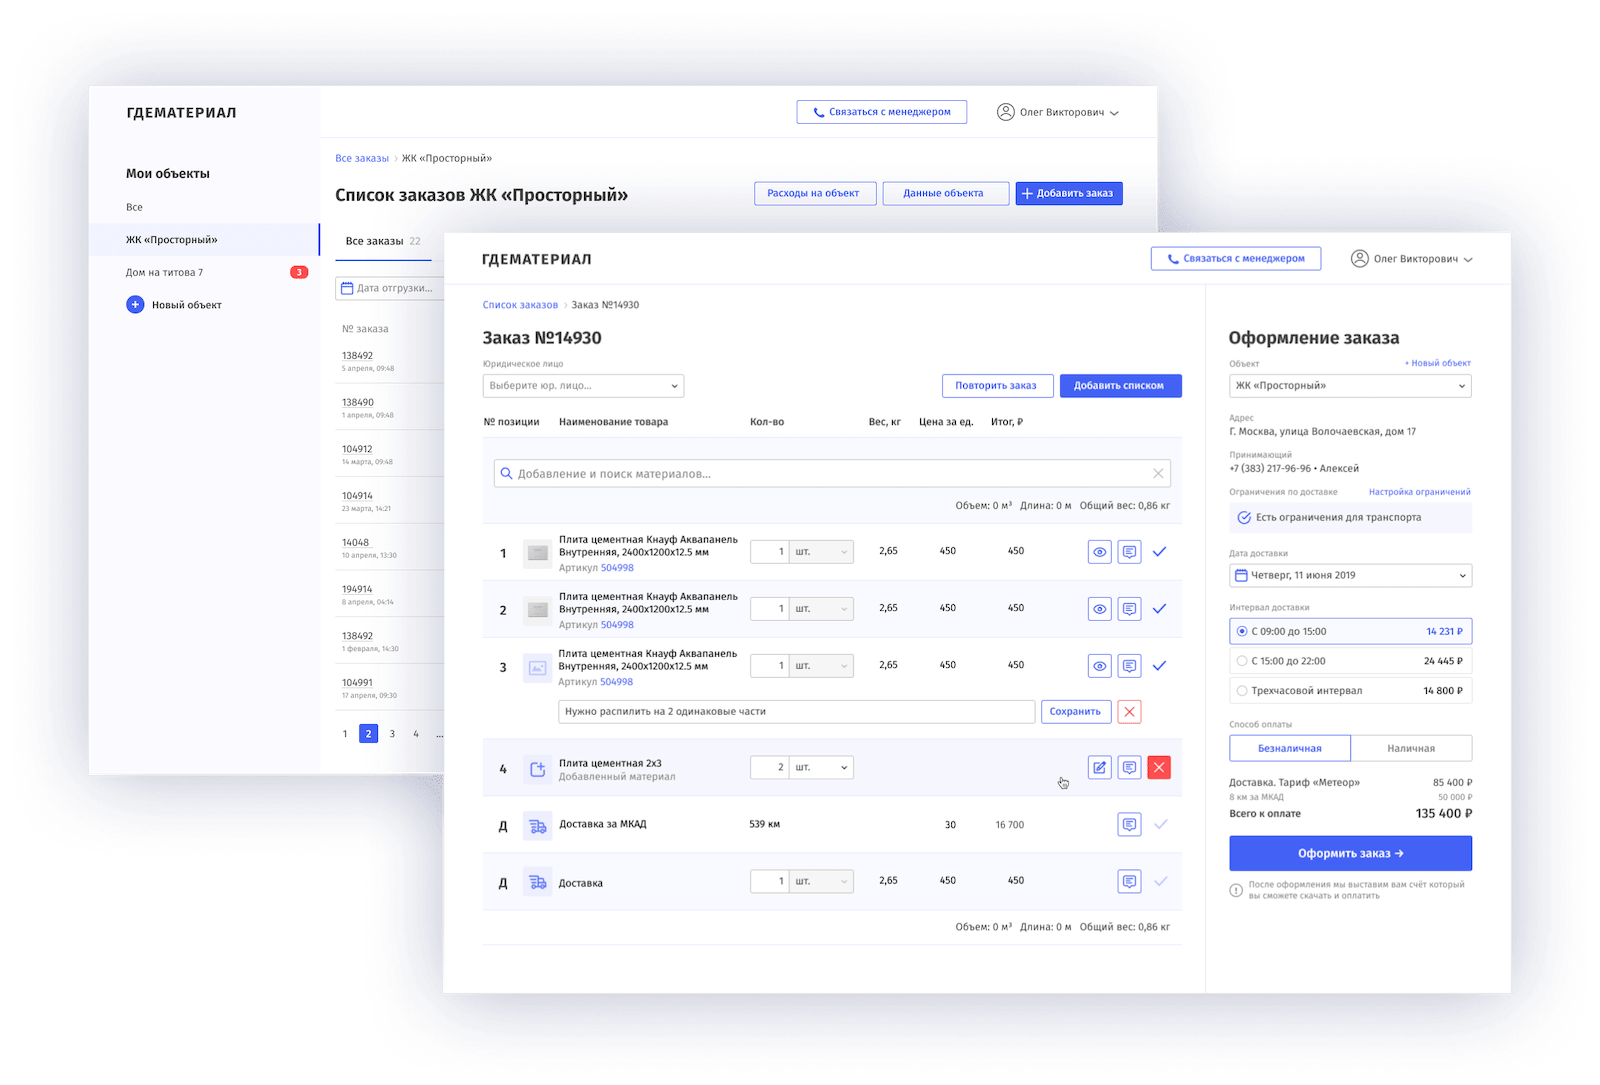 ГДЕМАТЕРИАЛ
Связаться с менеджером
Олег Викторович
Мои объекты
Все
ЖК «Просторный»
Дом на титова 7
3
Новый объект
Все заказы › ЖК «Просторный»
Список заказов ЖК «Просторный»
Расходы на объект
Данные объекта
+ Добавить заказ
Все заказы 22
Дата отгрузки...
№ заказа
138492
5 апреля, 09:48
138490
1 апреля, 09:48
104912
14 марта, 09:48
104914
23 марта, 14:21
14048
10 апреля, 13:30
194914
8 апреля, 04:14
138492
1 февраля, 14:30
104991
17 апреля, 09:30
1 2 3 4 ...
ГДЕМАТЕРИАЛ
Связаться с менеджером
Олег Викторович
Список заказов › Заказ №14930
Заказ №14930
Юридическое лицо
Выберите юр. лицо...
Повторить заказ
Добавить списком
№ позиции Наименование товара Кол-во Вес, кг Цена за ед. Итог, ₽
Добавление и поиск материалов...
Объем: 0 м³ Длина: 0 м Общий вес: 0,86 кг
1 Плита цементная Кнауф Аквапанель
Внутренняя, 2400х1200х12.5 мм
Артикул 504998
1 шт. 2,65 450 450
2 Плита цементная Кнауф Аквапанель
Внутренняя, 2400х1200х12.5 мм
Артикул 504998
1 шт. 2,65 450 450
3 Плита цементная Кнауф Аквапанель
Внутренняя, 2400х1200х12.5 мм
Артикул 504998
1 шт. 2,65 450 450
Нужно распилить на 2 одинаковые части
Сохранить
4 Плита цементная 2х3
Добавленный материал
2 шт.
Д Доставка за МКАД 539 км 30 16 700
Д Доставка 1 шт. 2,65 450 450
Объем: 0 м³ Длина: 0 м Общий вес: 0,86 кг
Оформление заказа
Объект + Новый объект
ЖК «Просторный»
Адрес
Г. Москва, улица Волочаевская, дом 17
Принимающий
+7 (383) 217-96-96 • Алексей
Ограничения по доставке Настройка ограничений
Есть ограничения для транспорта
Дата доставки
Четверг, 11 июня 2019
Интервал доставки
С 09:00 до 15:00 14 231 ₽
С 15:00 до 22:00 24 445 ₽
Трехчасовой интервал 14 800 ₽
Способ оплаты
Безналичная Наличная
Доставка. Тариф «Метеор» 85 400 ₽
8 км за МКАД 50 000 ₽
Всего к оплате 135 400 ₽
Оформить заказ →
После оформления мы выставим вам счёт который
вы сможете скачать и оплатить